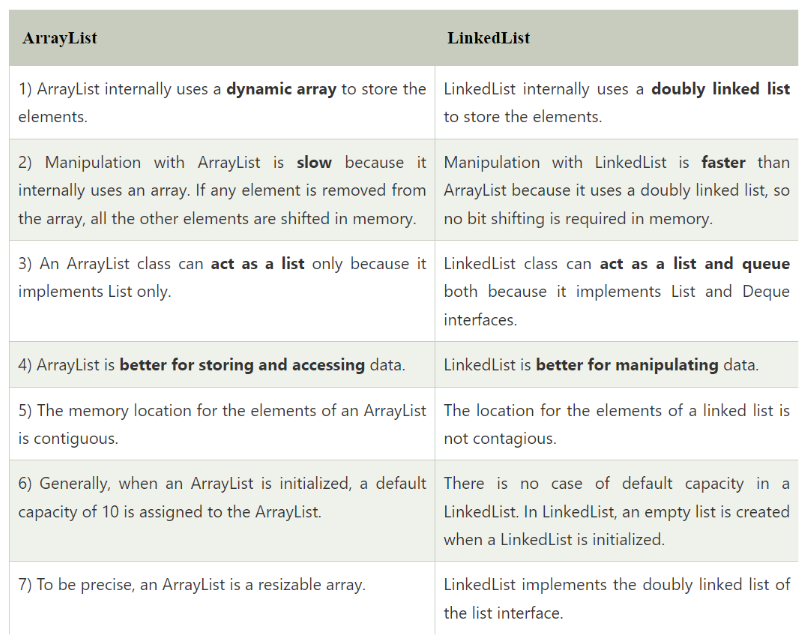 ArrayList
LinkedList
1) ArrayList internally uses a dynamic array to store the
elements.
LinkedList internally uses a doubly linked list
to store the elements.
2) Manipulation with ArrayList is slow because it
internally uses an array. If any element is removed from
the array, all the other elements are shifted in memory.
Manipulation with LinkedList is faster than
ArrayList because it uses a doubly linked list, so
no bit shifting is required in memory.
3) An ArrayList class can act as a list only because it
implements List only.
LinkedList class can act as a list and queue
both because it implements List and Deque
interfaces.
4) ArrayList is better for storing and accessing data.
LinkedList is better for manipulating data.
5) The memory location for the elements of an ArrayList
is contiguous.
The location for the elements of a linked list is
not contagious.
6) Generally, when an ArrayList is initialized, a default
capacity of 10 is assigned to the ArrayList.
There is no case of default capacity in a
LinkedList. In LinkedList, an empty list is created
when a LinkedList is initialized.
7) To be precise, an ArrayList is a resizable array.
LinkedList implements the doubly linked list of
the list interface.